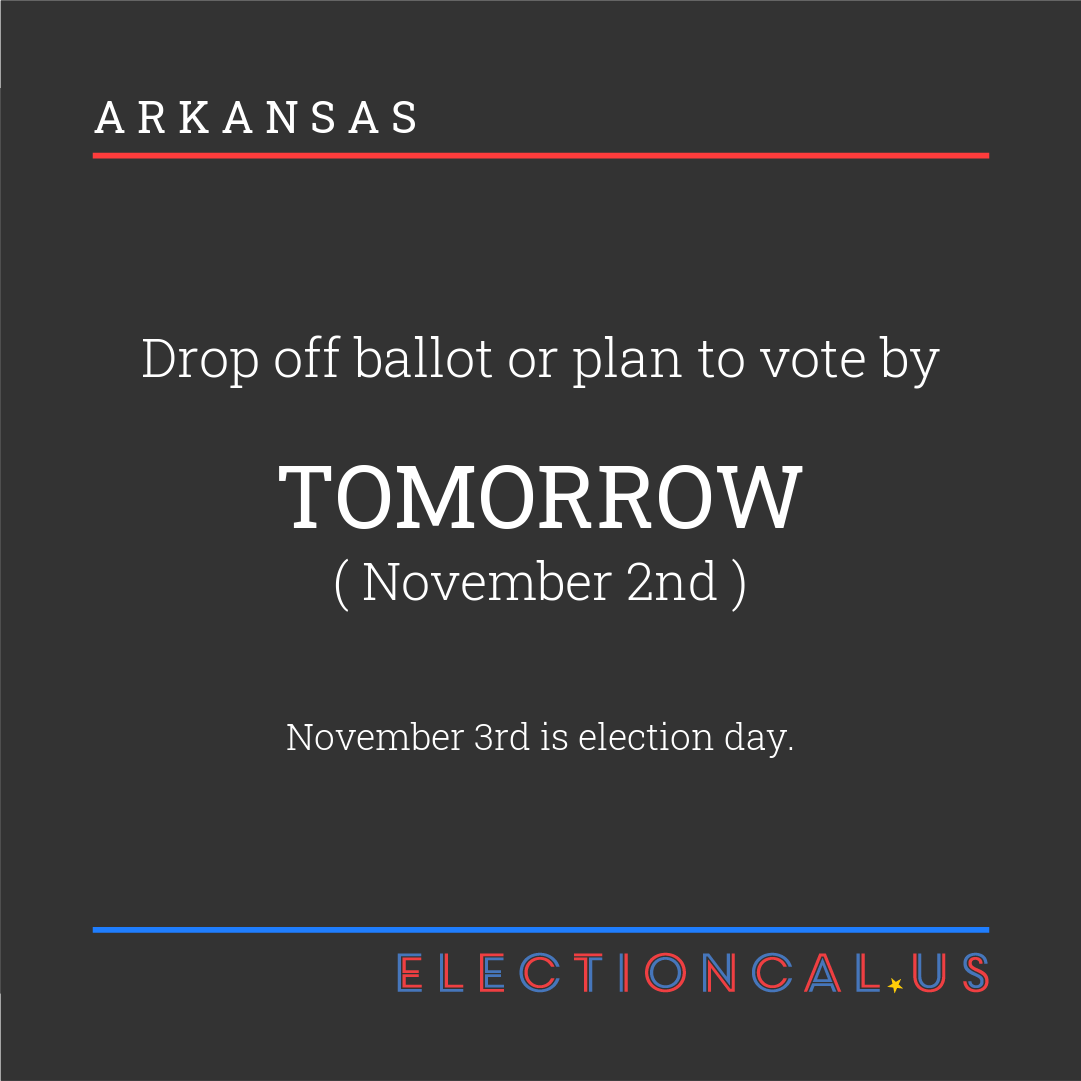 ARKANSAS
Drop off ballot or plan to vote by
TOMORROW
( November 2nd )
November 3rd is election day.
ELECTIONCAL.US